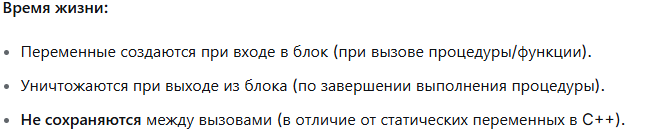 Время жизни:
• Переменные создаются при входе в блок (при вызове процедуры/функции).
• Уничтожаются при выходе из блока (по завершении выполнения процедуры).
• Не сохраняются между вызовами (в отличие от статических переменных в C++).